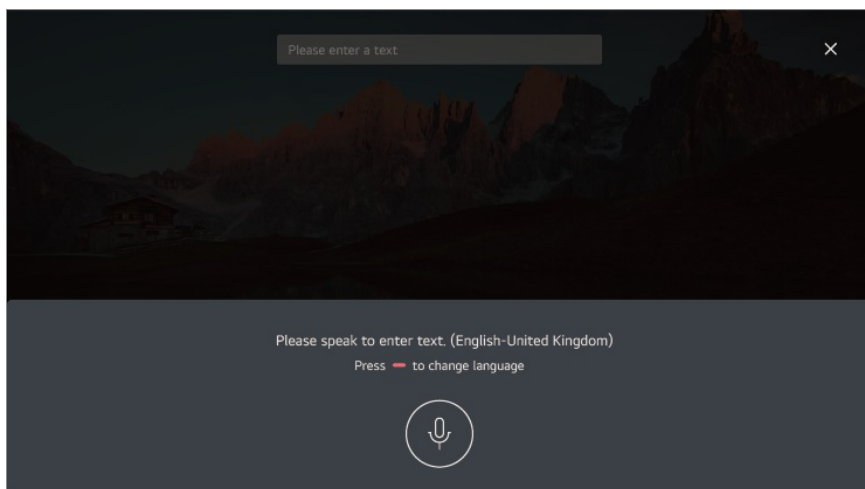 Please enter a text
Please speak to enter text. (English-United Kingdom)
Press to change language